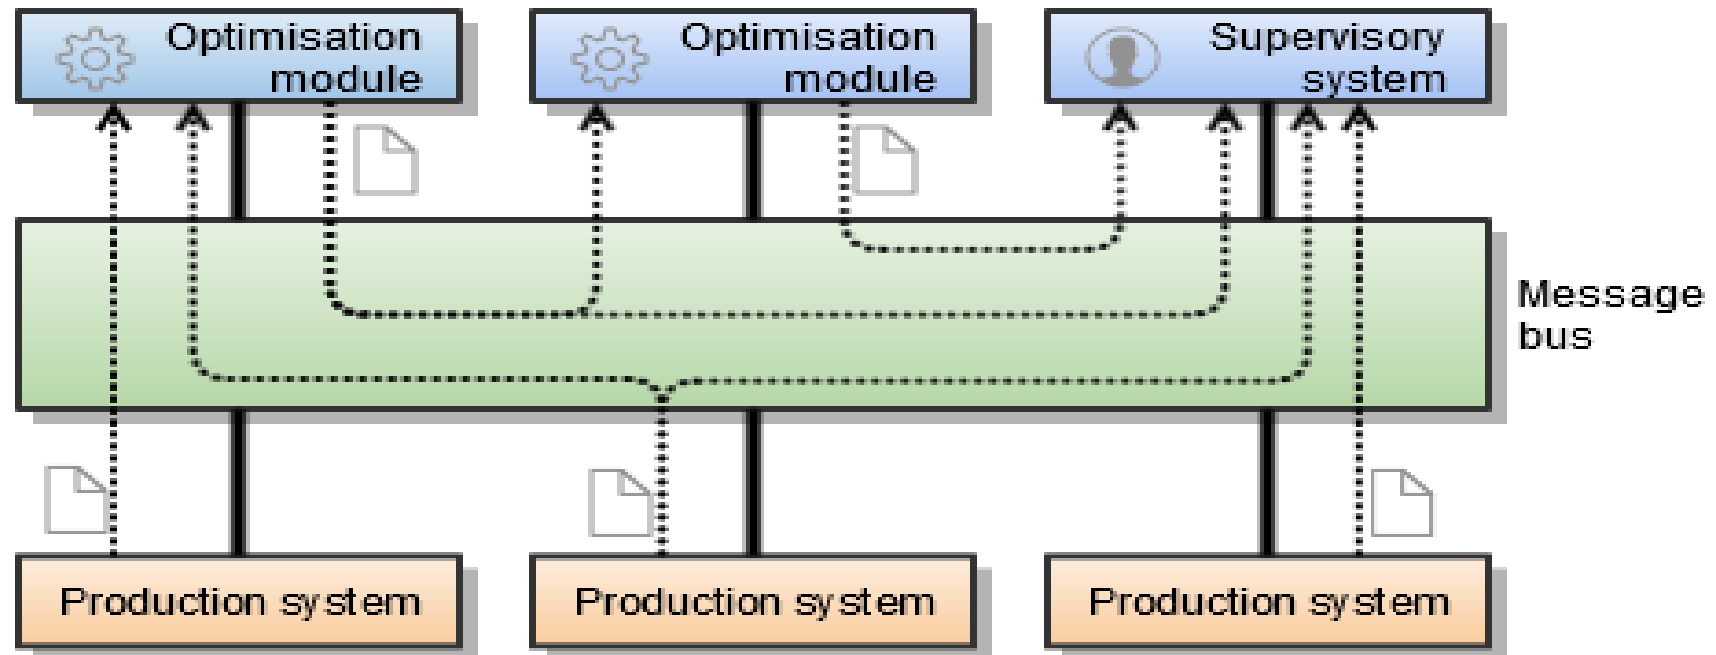 Optimisation
module
Optimisation
module
Supervisory
system
Message
bus
Production system
Production system
Production system